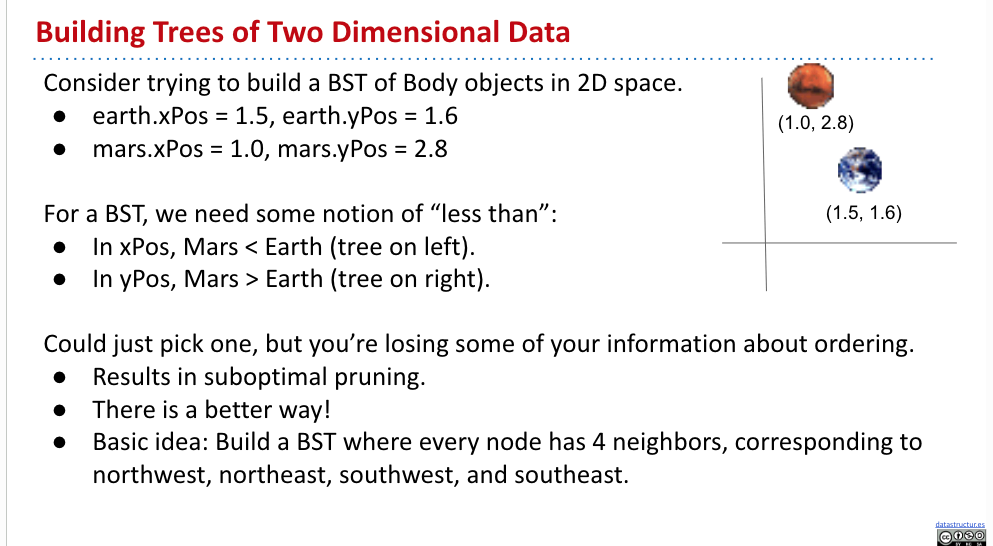 Building Trees of Two Dimensional Data
Consider trying to build a BST of Body objects in 2D space.
● earth.xPos = 1.5, earth.yPos = 1.6
● mars.xPos = 1.0, mars.yPos = 2.8
(1.0, 2.8)
(1.5, 1.6)
For a BST, we need some notion of “less than”:
● In xPos, Mars < Earth (tree on left).
● In yPos, Mars > Earth (tree on right).
Could just pick one, but you’re losing some of your information about ordering.
● Results in suboptimal pruning.
● There is a better way!
● Basic idea: Build a BST where every node has 4 neighbors, corresponding to
northwest, northeast, southwest, and southeast.
datastructur.es
cc
BY NC SA